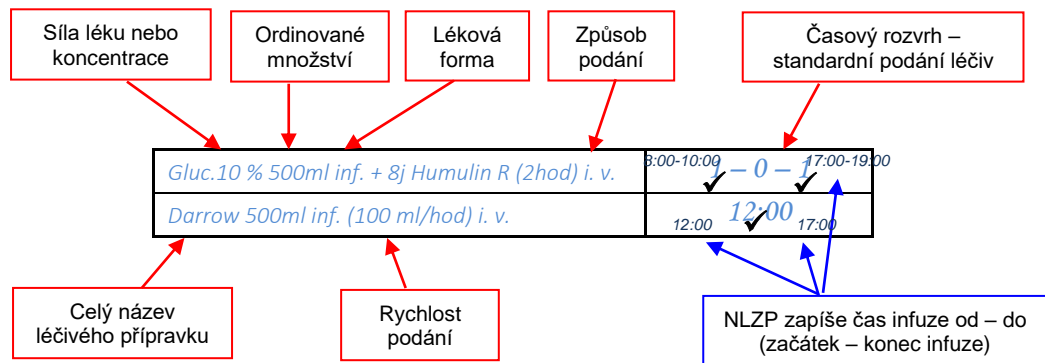 Síla léku nebo
koncentrace
Ordinované
množství
Léková
forma
Způsob
podání
Časový rozvrh –
standardní podání léčiv
Gluc.10 % 500ml inf. + 8j Humulin R (2hod) i. v.
8:00-10:00 1 – 0 – 1 17:00-19:00
Darrow 500ml inf. (100 ml/hod) i. v.
12:00
12:00 17:00
Celý název
léčivého přípravku
Rychlost
podání
NLZP zapíše čas infuze od – do
(začátek – konec infuze)